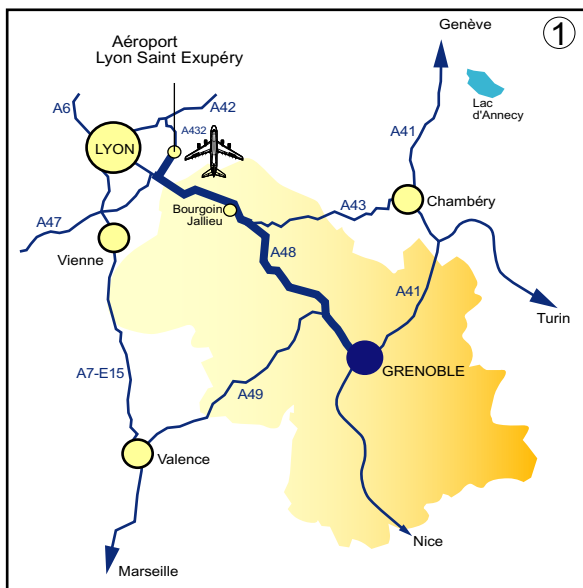 ①
Genève
Aéroport
Lyon Saint Exupéry
Lac
d'Annecy
A6
A42
A432
A41
LYON
Bourgoin
Jallieu
A43
Chambéry
A47
Vienne
A48
A41
Turin
A7-E15
A49
GRENOBLE
Valence
Nice
Marseille